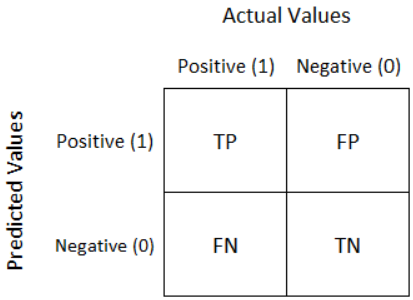 Actual Values
Positive (1) Negative (0)
Predicted Values
Positive (1) TP FP
Negative (0) FN TN